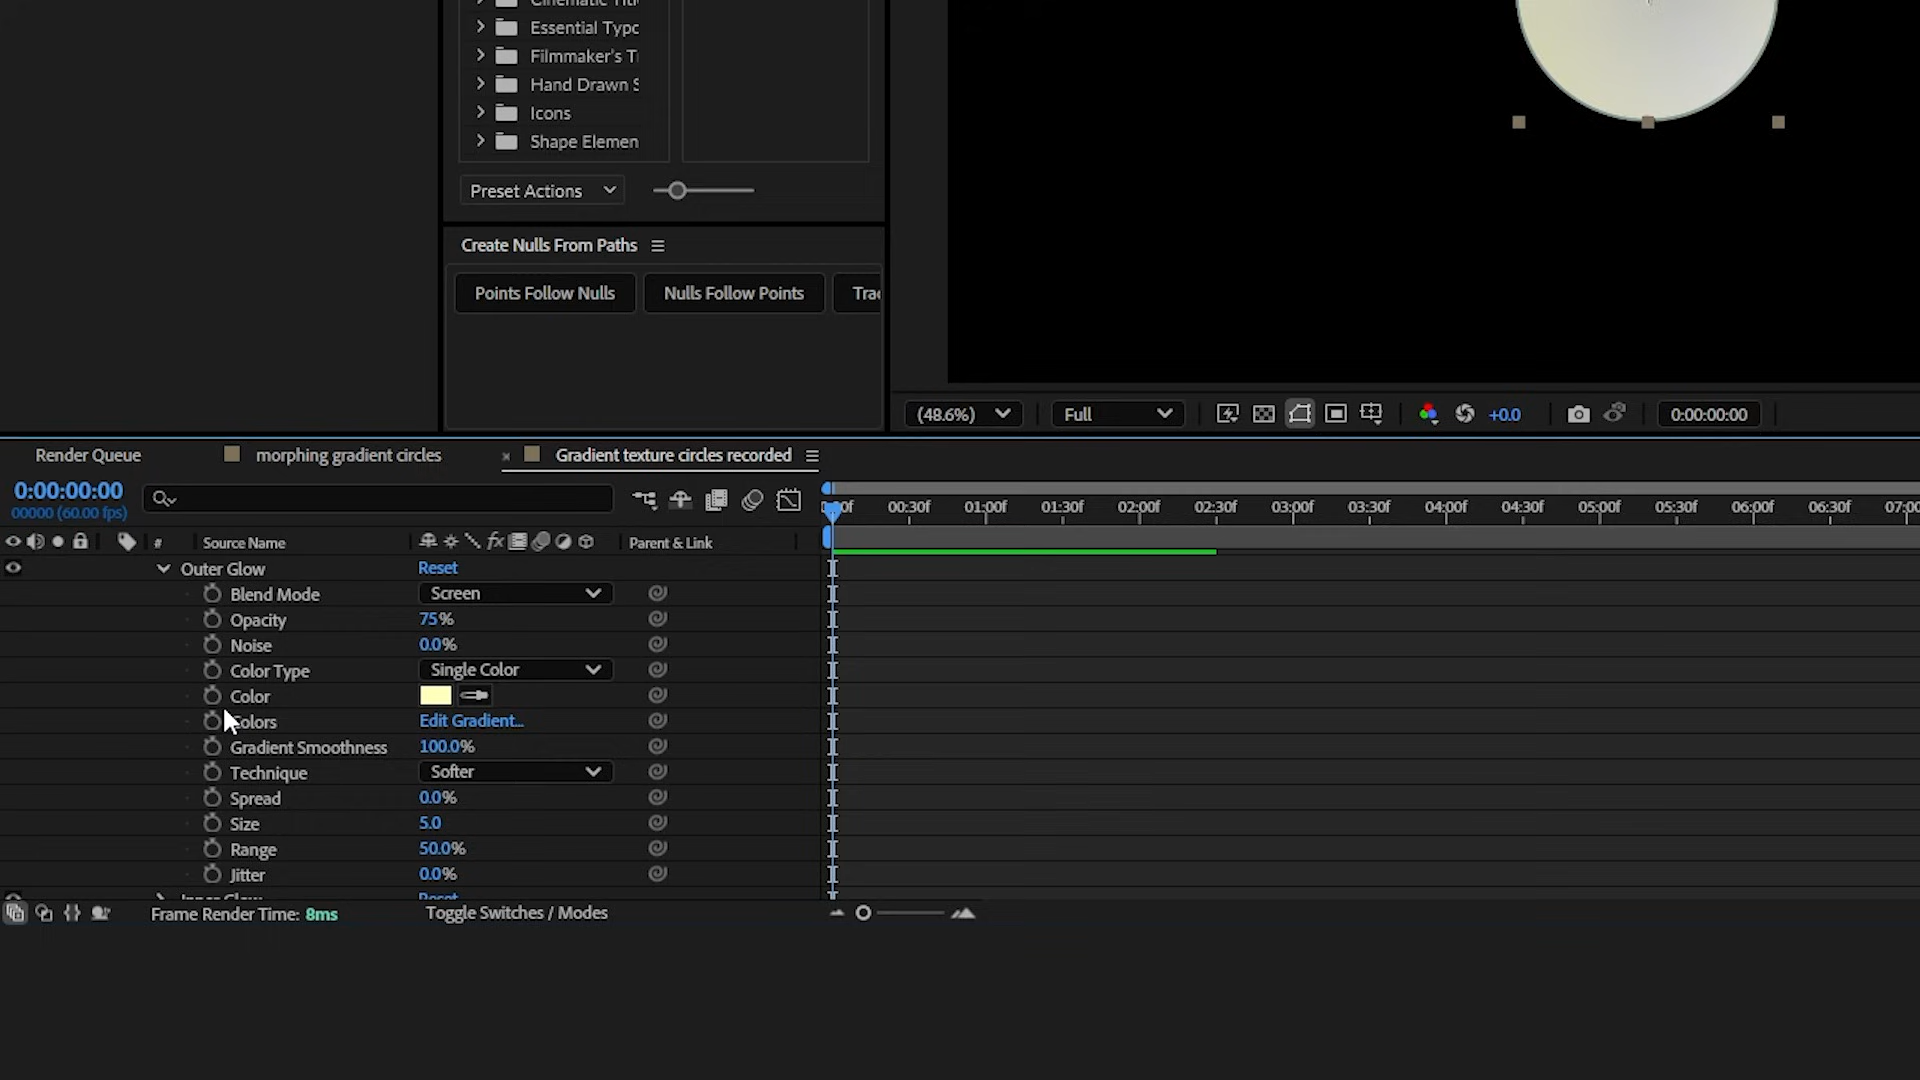 Essential Typo
Filmmaker's T
Hand Drawn S
Icons
Shape Elemen
Preset Actions
Create Nulls From Paths
Points Follow Nulls
Nulls Follow Points
Trac
(48.6%)
Full
+0.0
0:00:00:00
Render Queue
morphing gradient circles
Gradient texture circles recorded
0:00:00:00
00000 (60.00 fps)
00:30f 01:00f 01:30f 02:00f 02:30f 03:00f 03:30f 04:00f 04:30f 05:00f 05:30f 06:00f 06:30f 07:00
# Source Name fx Parent & Link
Outer Glow Reset
Blend Mode Screen
Opacity 75%
Noise 0.0%
Color Type Single Color
Color
Colors Edit Gradient...
Gradient Smoothness 100.0%
Technique Softer
Spread 0.0%
Size 5.0
Range 50.0%
Jitter 0.0%
Frame Render Time: 8ms
Toggle Switches / Modes